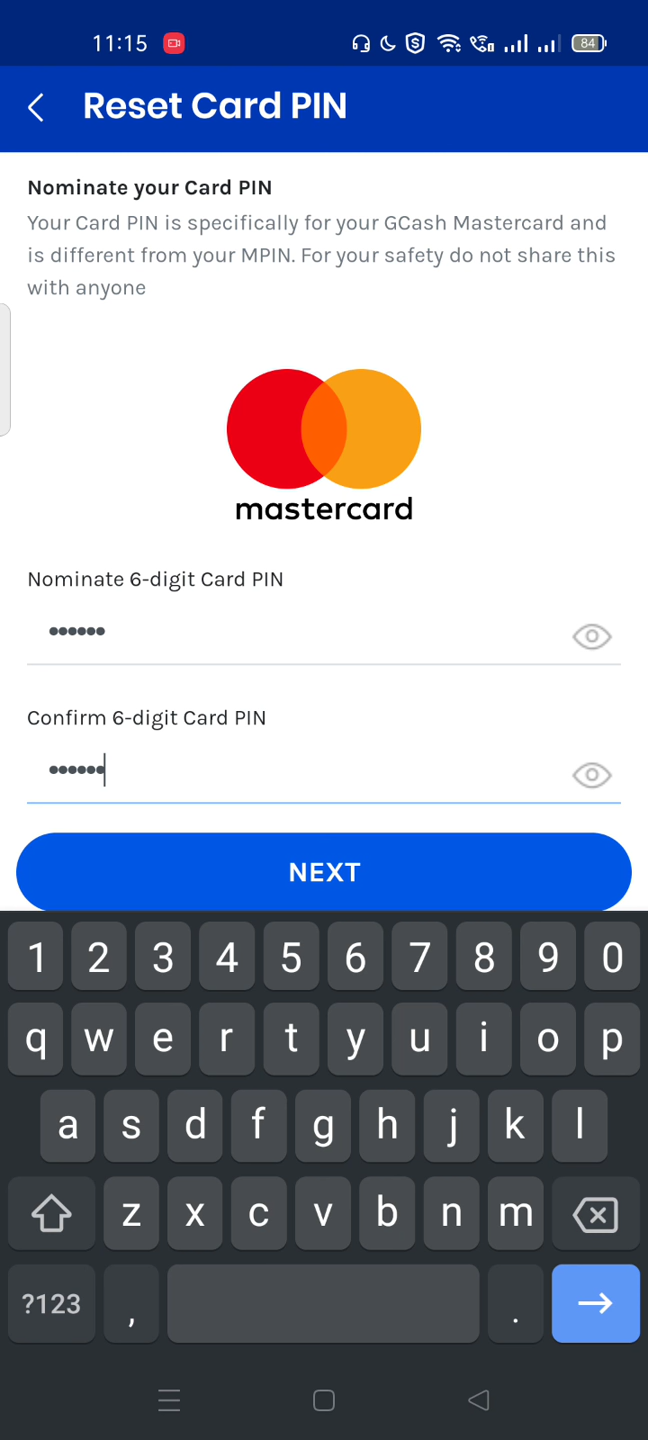 11:15 84
Reset Card PIN
Nominate your Card PIN
Your Card PIN is specifically for your GCash Mastercard and
is different from your MPIN. For your safety do not share this
with anyone
mastercard
Nominate 6-digit Card PIN
••••••
Confirm 6-digit Card PIN
••••••
NEXT
1 2 3 4 5 6 7 8 9 0
q w e r t y u i o p
a s d f g h j k l
z x c v b n m
?123 , .